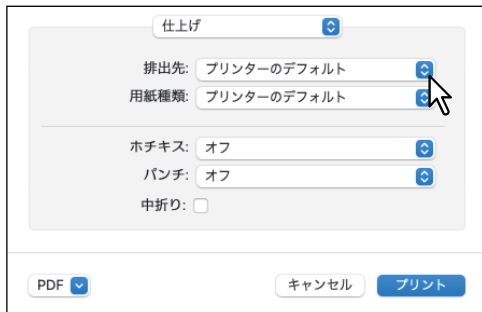 仕上げ
排出先: プリンターのデフォルト
用紙種類: プリンターのデフォルト
ホチキス: オフ
パンチ: オフ
中折り:
PDF キャンセル プリント